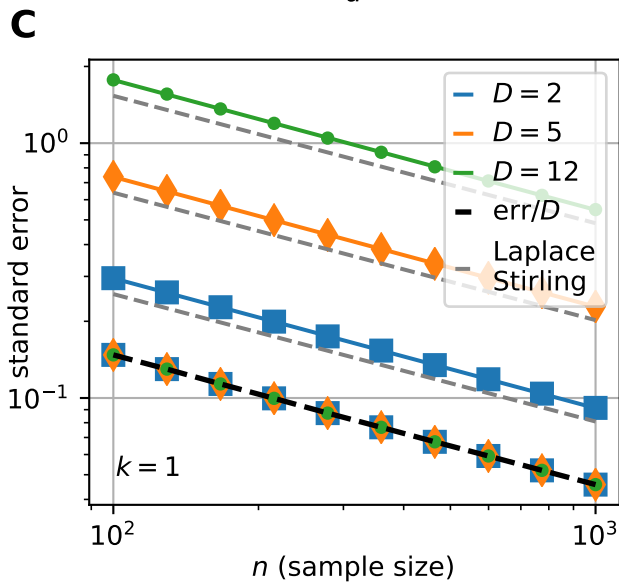 d
C
D = 2
D = 5
D = 12
err/D
Laplace
Stirling
10⁰
10⁻¹
standard error
k = 1
10²
10³
n (sample size)